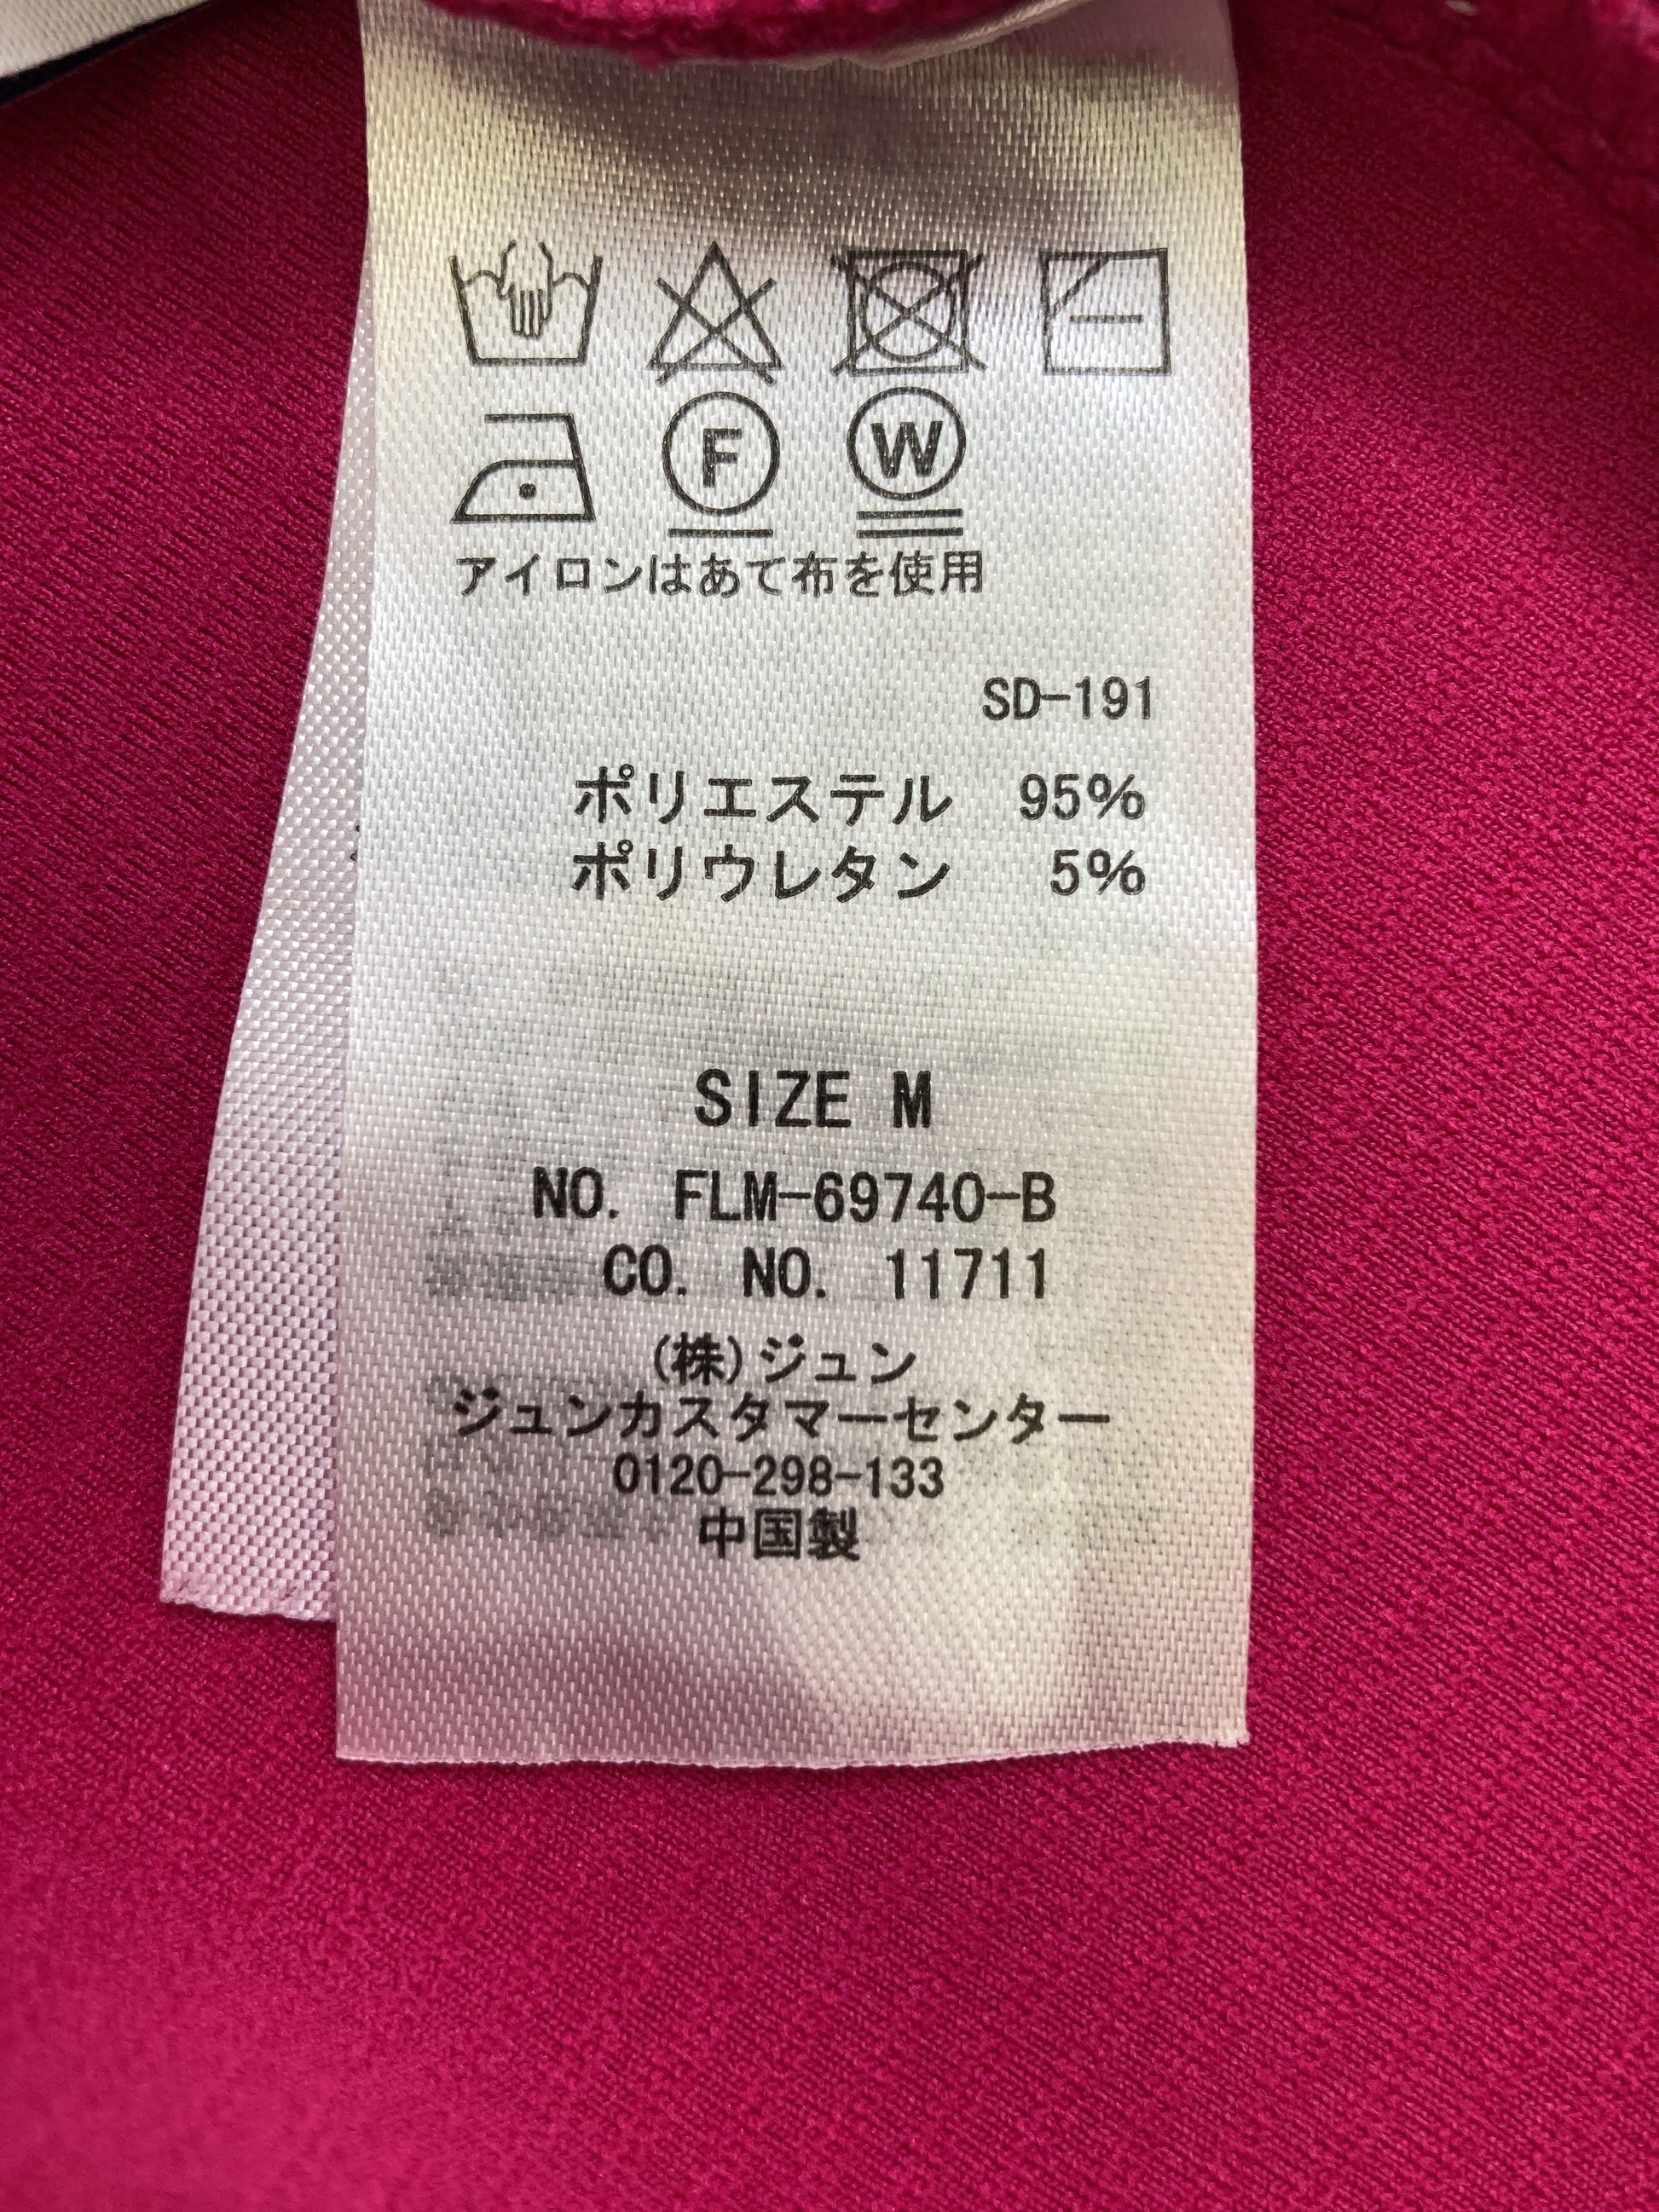 F W
アイロンはあて布を使用
SD-191
ポリエステル 95%
ポリウレタン 5%
SIZE M
NO. FLM-69740-B
CO. NO. 11711
(株)ジュン
ジュンカスタマーセンター
0120-298-133
中国製